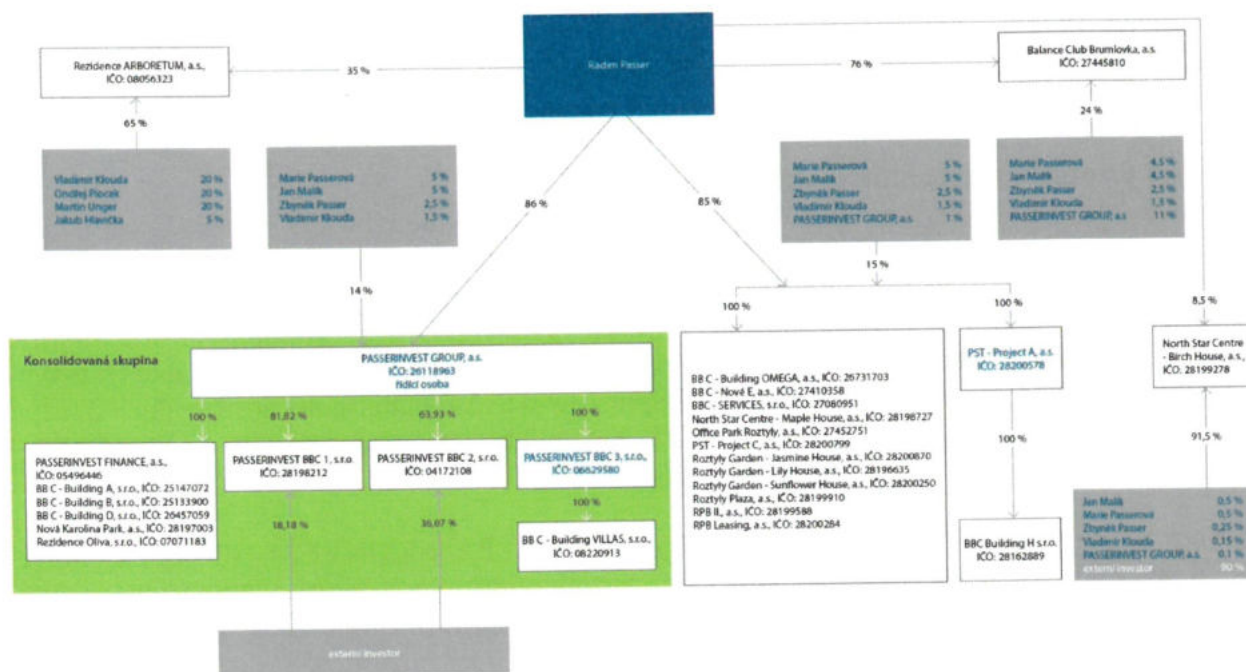 Radim Passer
Rezidence ARBORETUM, a.s.,
IČO: 08056323
35 %
76 %
Balance Club Brumlovka, a.s.
IČO: 27445810
65 %
24 %
Vladimír Klouda 20 %
Ondřej Plocek 20 %
Martin Unger 20 %
Jakub Hlavička 5 %
Marie Passerová 5 %
Jan Malík 5 %
Zbyněk Passer 2,5 %
Vladimír Klouda 1,5 %
86 %
85 %
Marie Passerová 5 %
Jan Malík 5 %
Zbyněk Passer 2,5 %
Vladimír Klouda 1,5 %
PASSERINVEST GROUP, a.s. 1 %
Marie Passerová 4,5 %
Jan Malík 4,5 %
Zbyněk Passer 2,5 %
Vladimír Klouda 1,5 %
PASSERINVEST GROUP, a.s. 11 %
14 %
15 %
100 %
100 %
8,5 %
Konsolidovaná skupina
PASSERINVEST GROUP, a.s.
IČO: 26118963
řídící osoba
100 %
81,82 %
63,93 %
100 %
PASSERINVEST FINANCE, a.s.,
IČO: 05496446
BB C - Building A, s.r.o., IČO: 25147072
BB C - Building B, s.r.o., IČO: 25133900
BB C - Building D, s.r.o., IČO: 26457059
Nová Karolina Park, a.s., IČO: 28197003
Rezidence Oliva, s.r.o., IČO: 07071183
PASSERINVEST BBC 1, s.r.o.
IČO: 28198212
PASSERINVEST BBC 2, s.r.o.
IČO: 04172108
PASSERINVEST BBC 3, s.r.o.,
IČO: 06629580
18,18 %
36,07 %
100 %
BB C - Building VILLAS, s.r.o.,
IČO: 08220913
externí investor
BB C - Building OMEGA, a.s., IČO: 26731703
BB C - Nové E, a.s., IČO: 27410358
BBC - SERVICES, s.r.o., IČO: 27080951
North Star Centre - Maple House, a.s., IČO: 28198727
Office Park Roztyly, a.s., IČO: 27452751
PST - Project C, a.s., IČO: 28200799
Roztyly Garden - Jasmine House, a.s., IČO: 28200870
Roztyly Garden - Lily House, a.s., IČO: 28196635
Roztyly Garden - Sunflower House, a.s., IČO: 28200250
Roztyly Plaza, a.s., IČO: 28199910
RPB II., a.s., IČO: 28199588
RPB Leasing, a.s., IČO: 28200284
PST - Project A, a.s.
IČO: 28200578
100 %
BBC Building H s.r.o.
IČO: 28162889
North Star Centre
- Birch House, a.s.,
IČO: 28199278
91,5 %
Jan Malík 0,5 %
Marie Passerová 0,5 %
Zbyněk Passer 0,25 %
Vladimír Klouda 0,15 %
PASSERINVEST GROUP, a.s. 0,1 %
externí investor 90 %